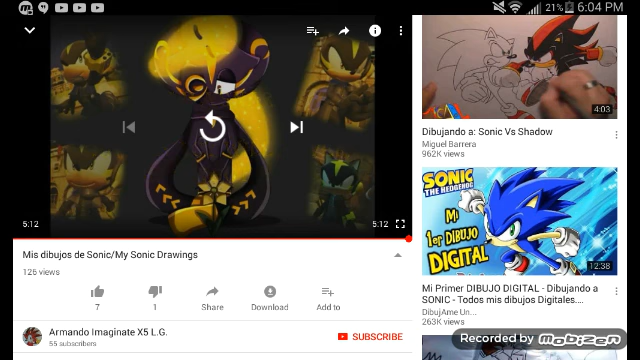 21% 6:04 PM
5:12
5:12
Mis dibujos de Sonic/My Sonic Drawings
126 views
7
1
Share
Download
Add to
Armando Imaginate X5 L.G.
55 subscribers
SUBSCRIBE
4:03
Dibujando a: Sonic Vs Shadow
Miguel Barrera
962K views
SONIC
THE HEDGEHOG
Mi
1er DIBUJO
DIGITAL
12:38
Mi Primer DIBUJO DIGITAL - Dibujando a
SONIC - Todos mis dibujos Digitales....
DibujAme Un...
263K views
Recorded by Mobizen